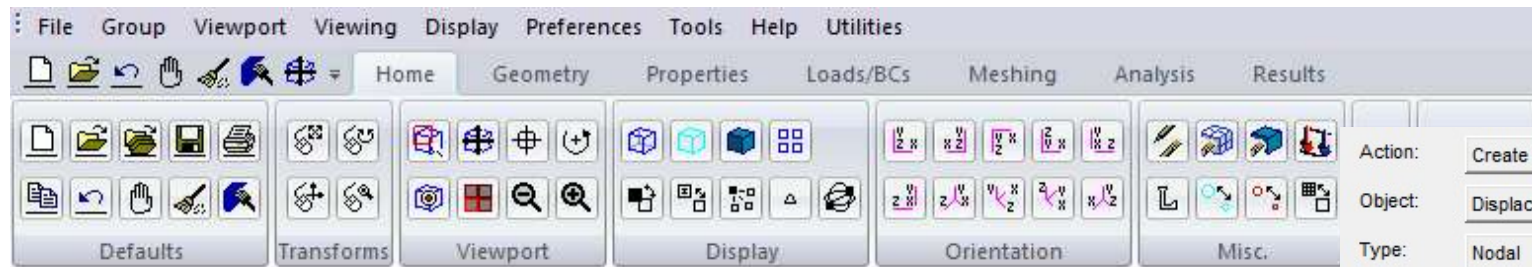 File Group Viewport Viewing Display Preferences Tools Help Utilities
Home Geometry Properties Loads/BCs Meshing Analysis Results
Action: Create
Object: Displac
Type: Nodal
Defaults Transforms Viewport Display Orientation Misc.